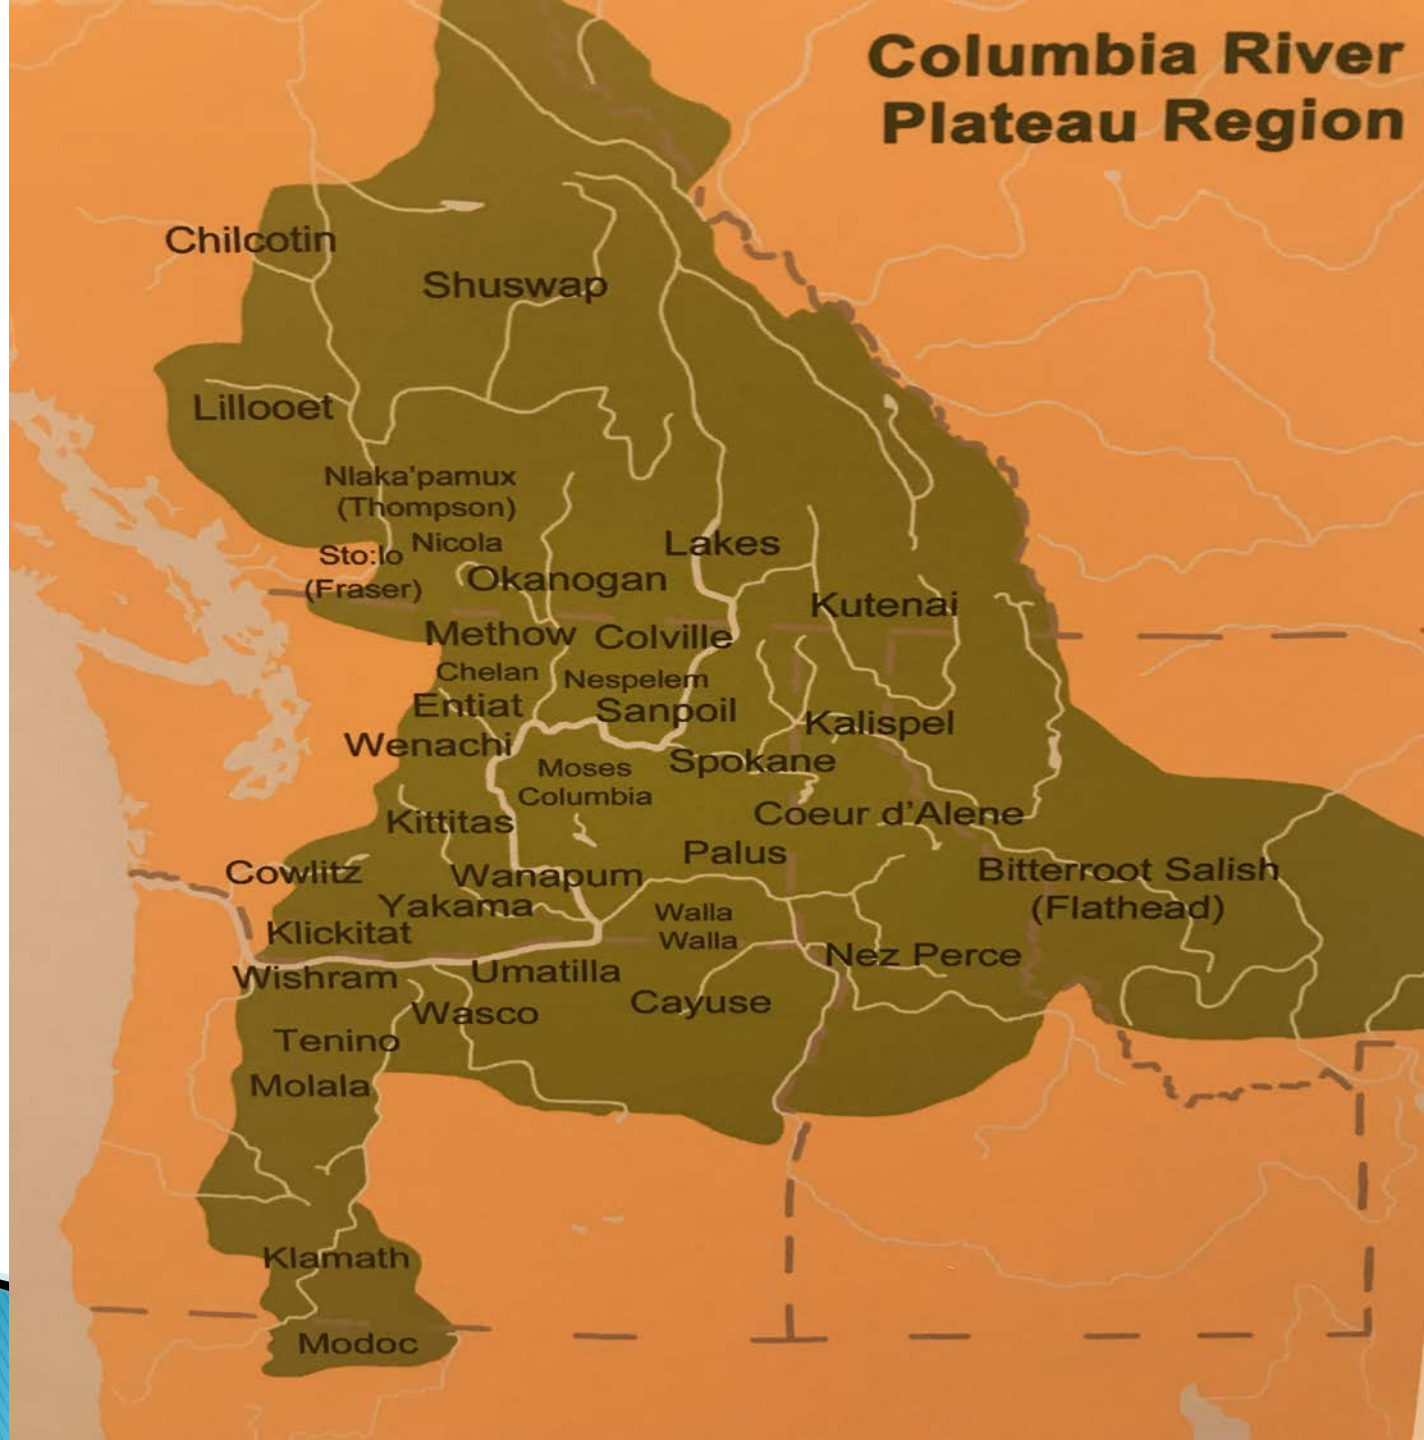 Columbia River
Plateau Region
Chilcotin
Shuswap
Lillooet
Nlaka'pamux
(Thompson)
Sto:lo
(Fraser)
Nicola
Okanogan
Lakes
Kutenai
Methow
Colville
Chelan
Nespelem
Entiat
Sanpoil
Kalispel
Wenachi
Spokane
Moses
Columbia
Coeur d'Alene
Kittitas
Palus
Cowlitz
Wanapum
Bitterroot Salish
(Flathead)
Yakama
Walla
Walla
Klickitat
Nez Perce
Wishram
Umatilla
Cayuse
Wasco
Tenino
Molala
Klamath
Modoc